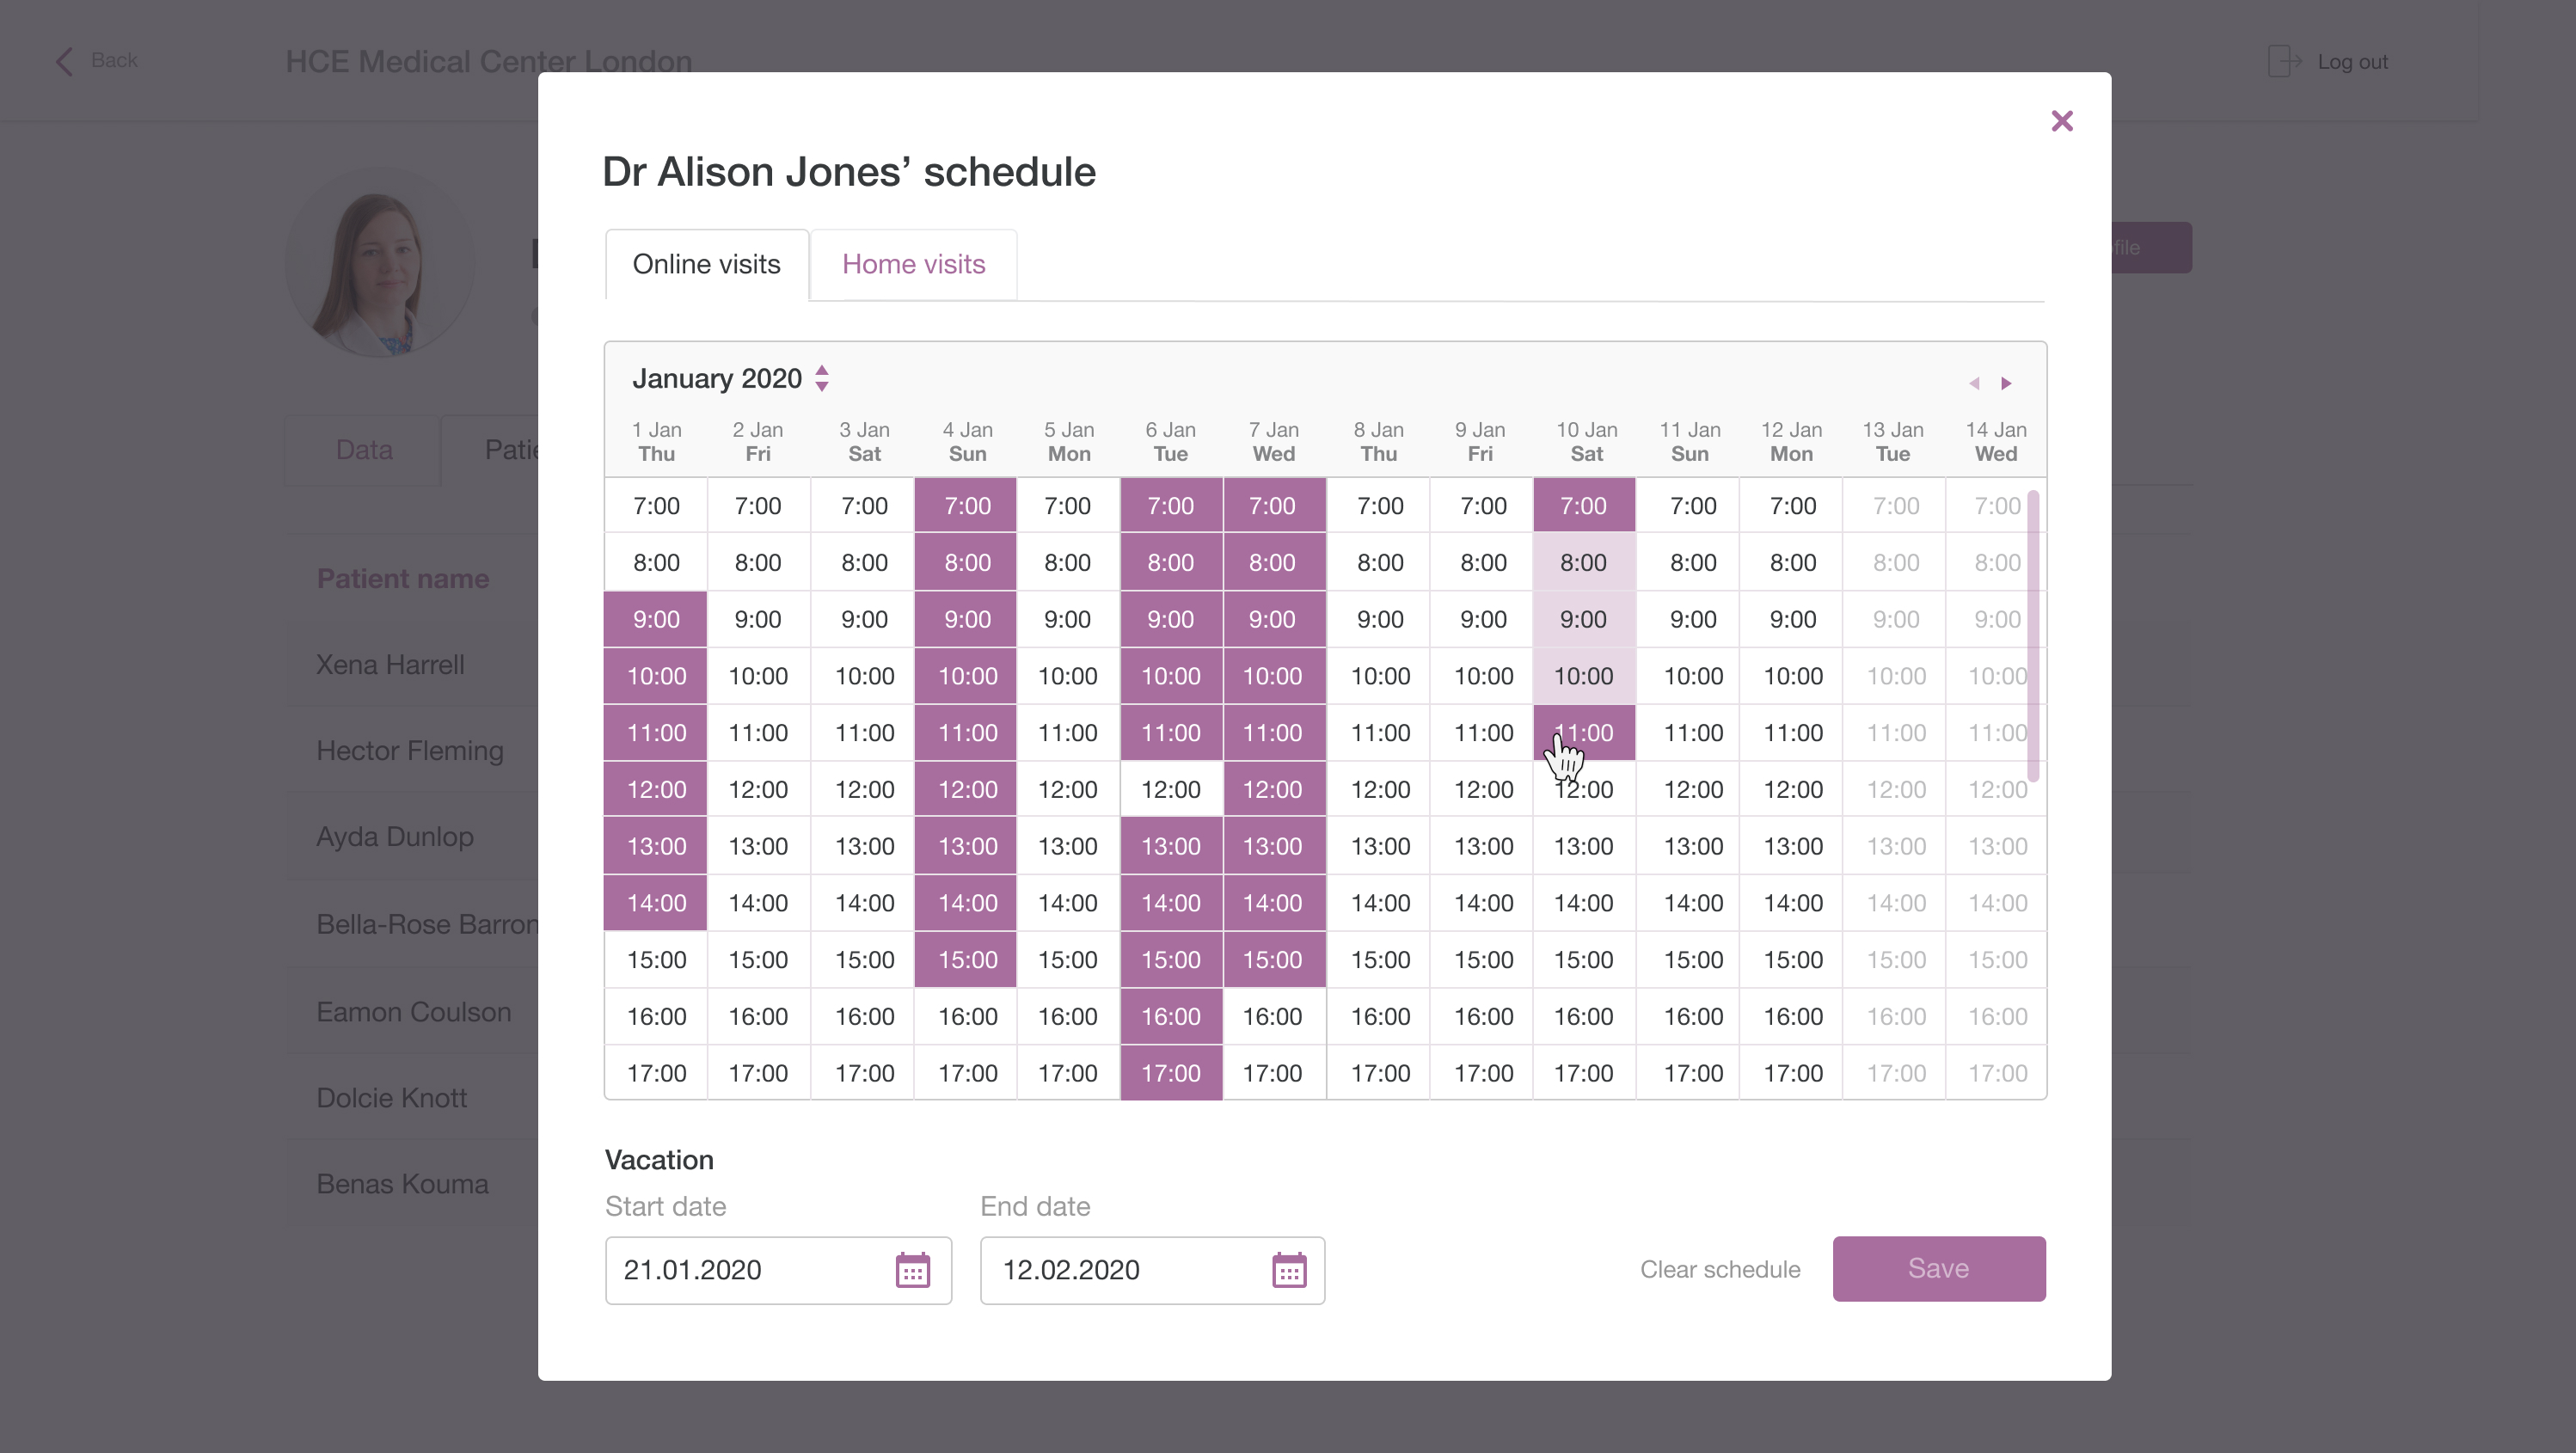 Back
HCE Medical Center London
Log out
Dr Alison Jones’ schedule
Online visits
Home visits
January 2020
1 Jan 2 Jan 3 Jan 4 Jan 5 Jan 6 Jan 7 Jan 8 Jan 9 Jan 10 Jan 11 Jan 12 Jan 13 Jan 14 Jan
Thu Fri Sat Sun Mon Tue Wed Thu Fri Sat Sun Mon Tue Wed
7:00 7:00 7:00 7:00 7:00 7:00 7:00 7:00 7:00 7:00 7:00 7:00 7:00 7:00
8:00 8:00 8:00 8:00 8:00 8:00 8:00 8:00 8:00 8:00 8:00 8:00 8:00 8:00
9:00 9:00 9:00 9:00 9:00 9:00 9:00 9:00 9:00 9:00 9:00 9:00 9:00 9:00
10:00 10:00 10:00 10:00 10:00 10:00 10:00 10:00 10:00 10:00 10:00 10:00 10:00 10:00
11:00 11:00 11:00 11:00 11:00 11:00 11:00 11:00 11:00 11:00 11:00 11:00 11:00 11:00
12:00 12:00 12:00 12:00 12:00 12:00 12:00 12:00 12:00 12:00 12:00 12:00 12:00 12:00
13:00 13:00 13:00 13:00 13:00 13:00 13:00 13:00 13:00 13:00 13:00 13:00 13:00 13:00
14:00 14:00 14:00 14:00 14:00 14:00 14:00 14:00 14:00 14:00 14:00 14:00 14:00 14:00
15:00 15:00 15:00 15:00 15:00 15:00 15:00 15:00 15:00 15:00 15:00 15:00 15:00 15:00
16:00 16:00 16:00 16:00 16:00 16:00 16:00 16:00 16:00 16:00 16:00 16:00 16:00 16:00
17:00 17:00 17:00 17:00 17:00 17:00 17:00 17:00 17:00 17:00 17:00 17:00 17:00 17:00
Vacation
Start date
End date
21.01.2020
12.02.2020
Clear schedule
Save
Data
Patient name
Xena Harrell
Hector Fleming
Ayda Dunlop
Bella-Rose Barron
Eamon Coulson
Dolcie Knott
Benas Kouma